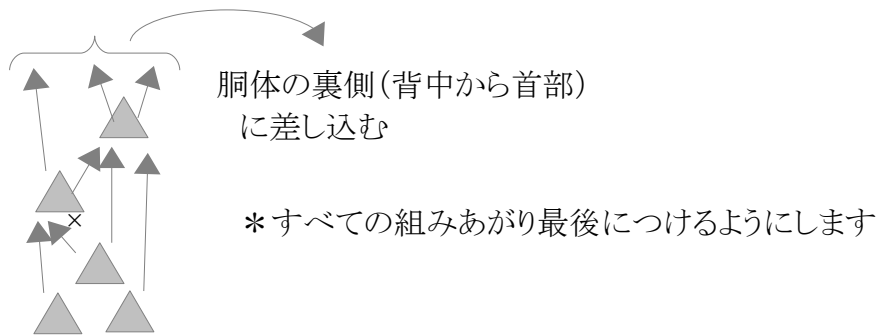 胴体の裏側（背中から首部）
に差し込む
×
＊すべての組みあがり最後につけるようにします